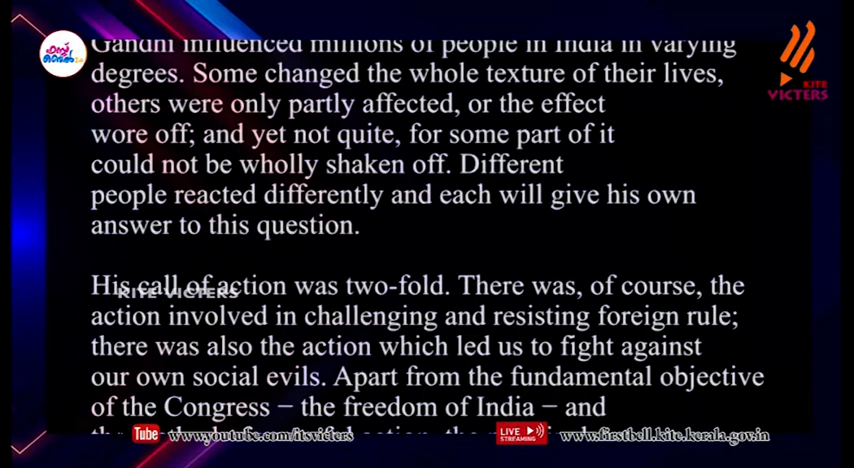 ഫസ്റ്റ്
ബെൽ 2.0
KITE
VICTERS
Gandhi influenced millions of people in India in varying
degrees. Some changed the whole texture of their lives,
others were only partly affected, or the effect
wore off; and yet not quite, for some part of it
could not be wholly shaken off. Different
people reacted differently and each will give his own
answer to this question.
His call of action was two-fold. There was, of course, the
KITE VICTERS
action involved in challenging and resisting foreign rule;
there was also the action which led us to fight against
our own social evils. Apart from the fundamental objective
of the Congress − the freedom of India − and
You Tube www.youtube.com/itsvicters
LIVE STREAMING www.firstbell.kite.kerala.gov.in